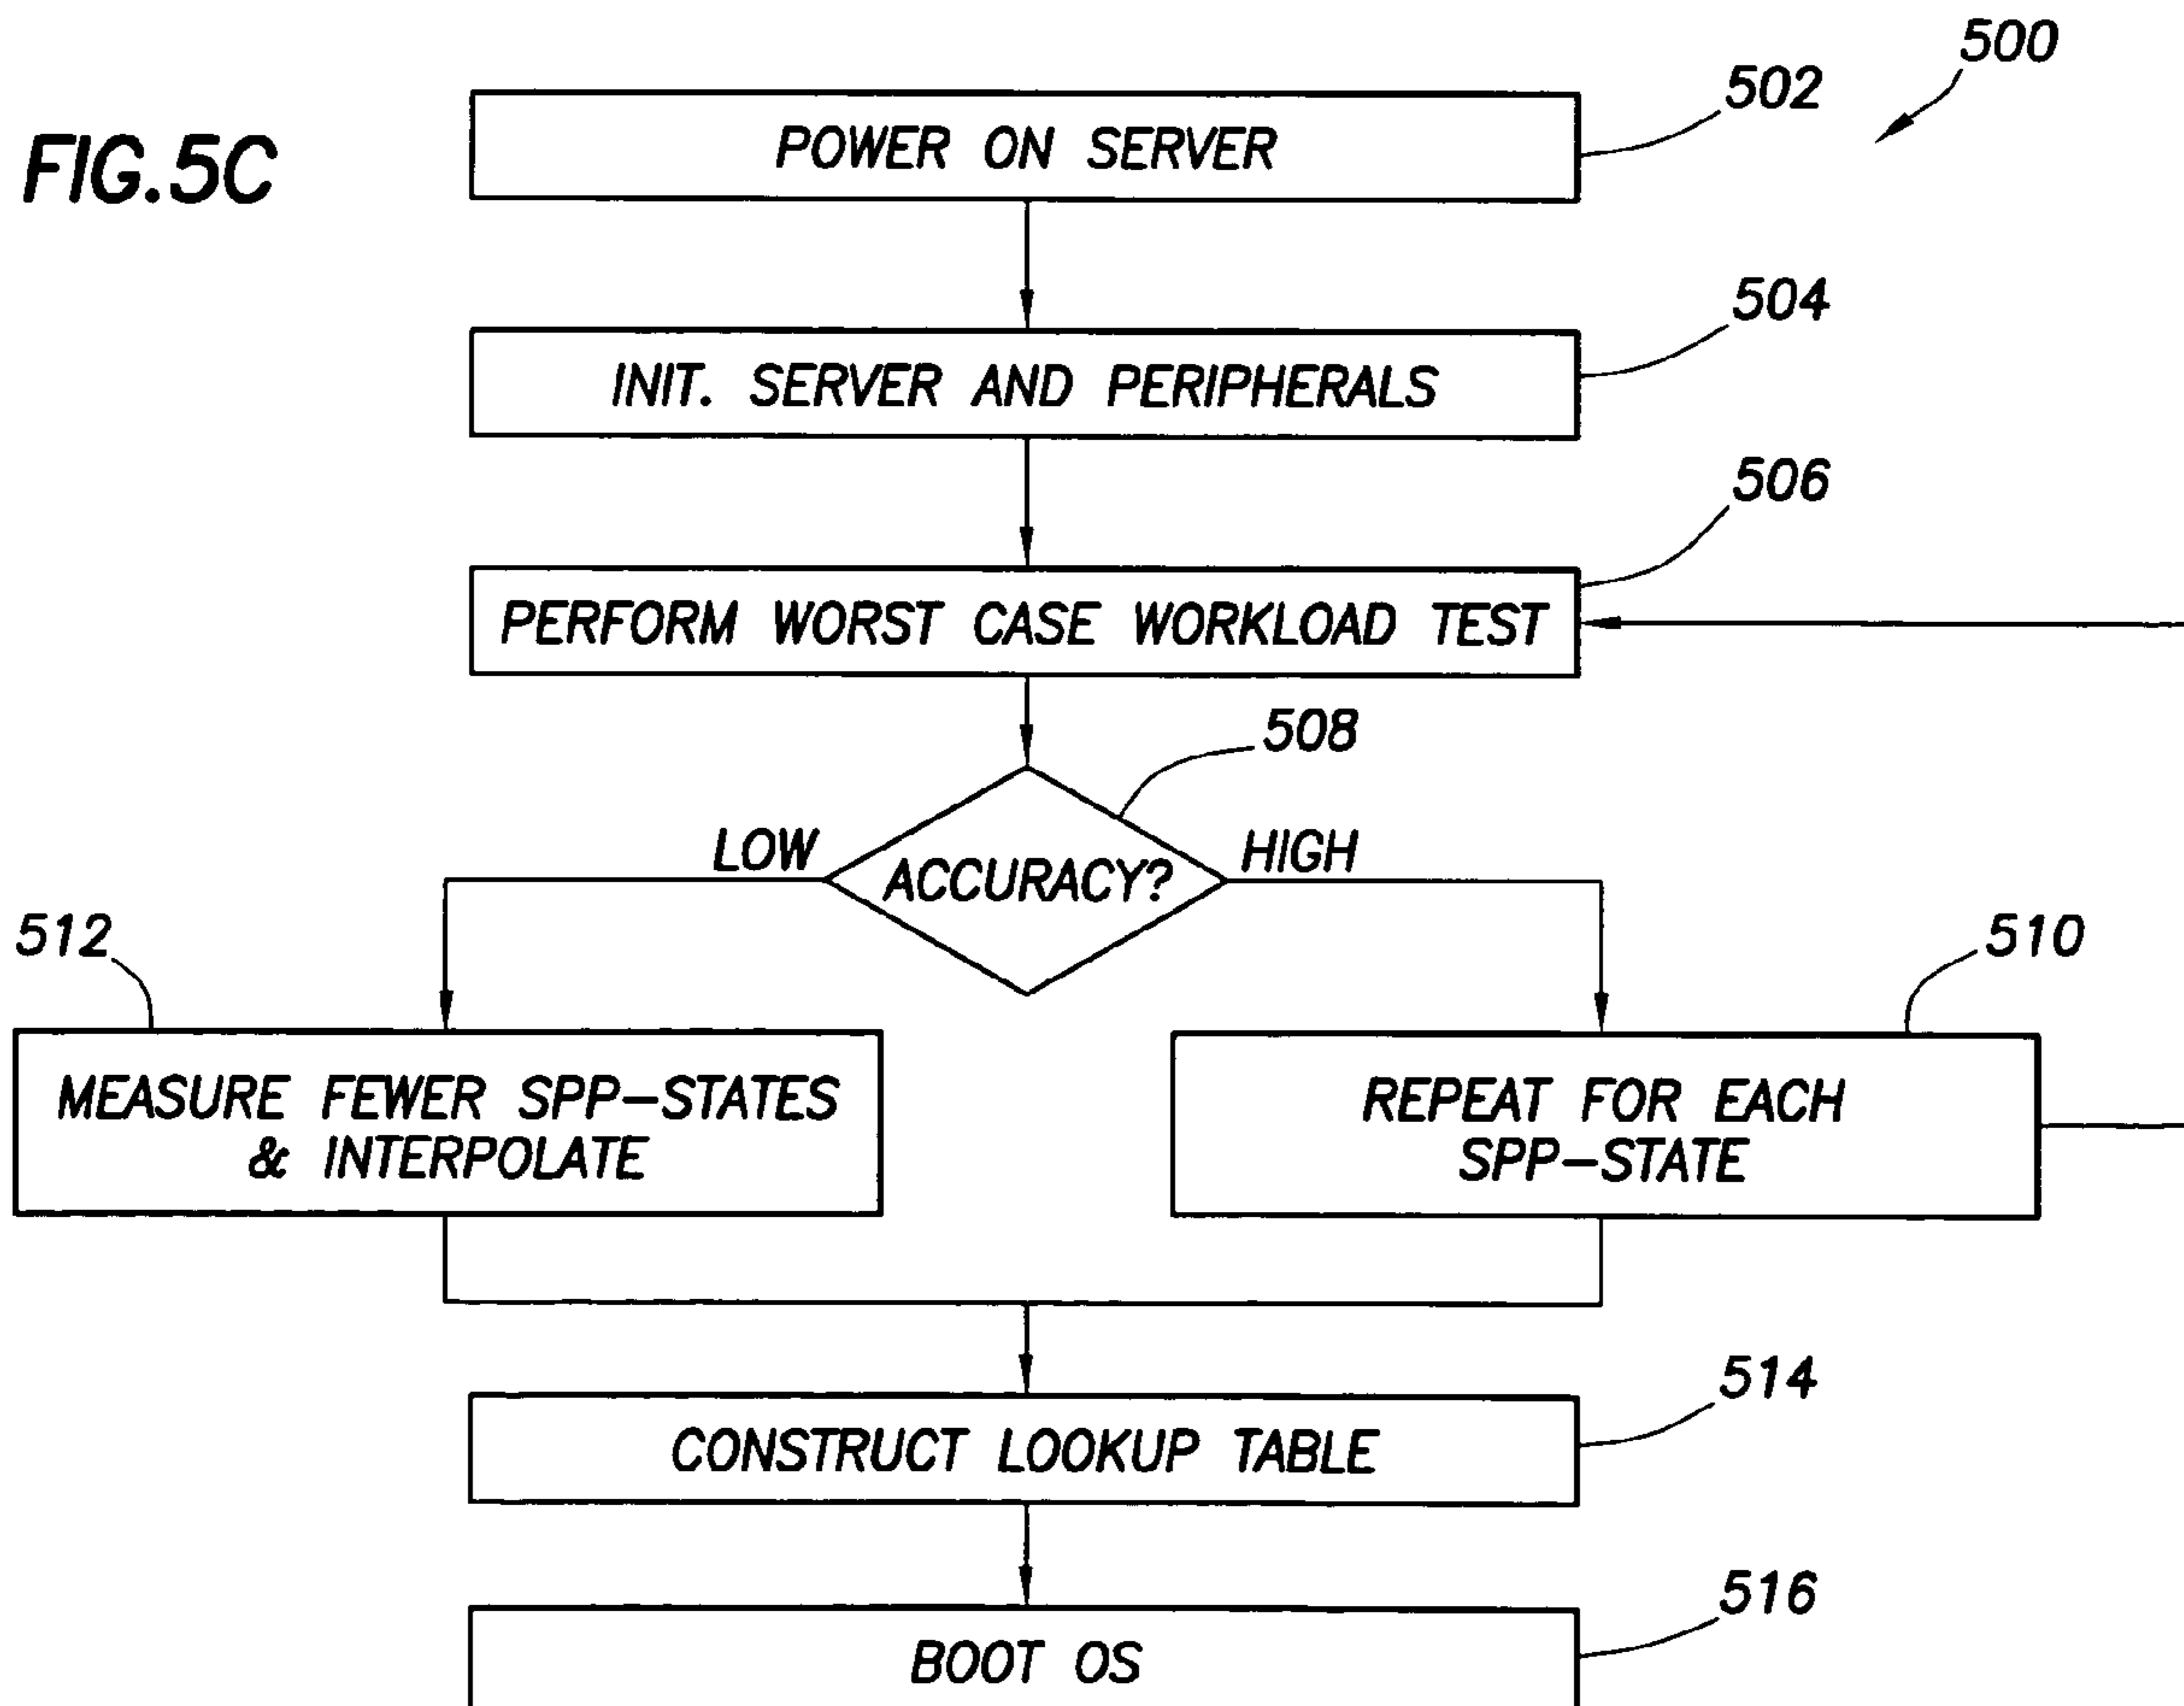 500
502
FIG.5C
POWER ON SERVER
504
INIT. SERVER AND PERIPHERALS
506
PERFORM WORST CASE WORKLOAD TEST
508
LOW
HIGH
ACCURACY?
512
510
MEASURE FEWER SPP-STATES
& INTERPOLATE
REPEAT FOR EACH
SPP-STATE
514
CONSTRUCT LOOKUP TABLE
516
BOOT OS